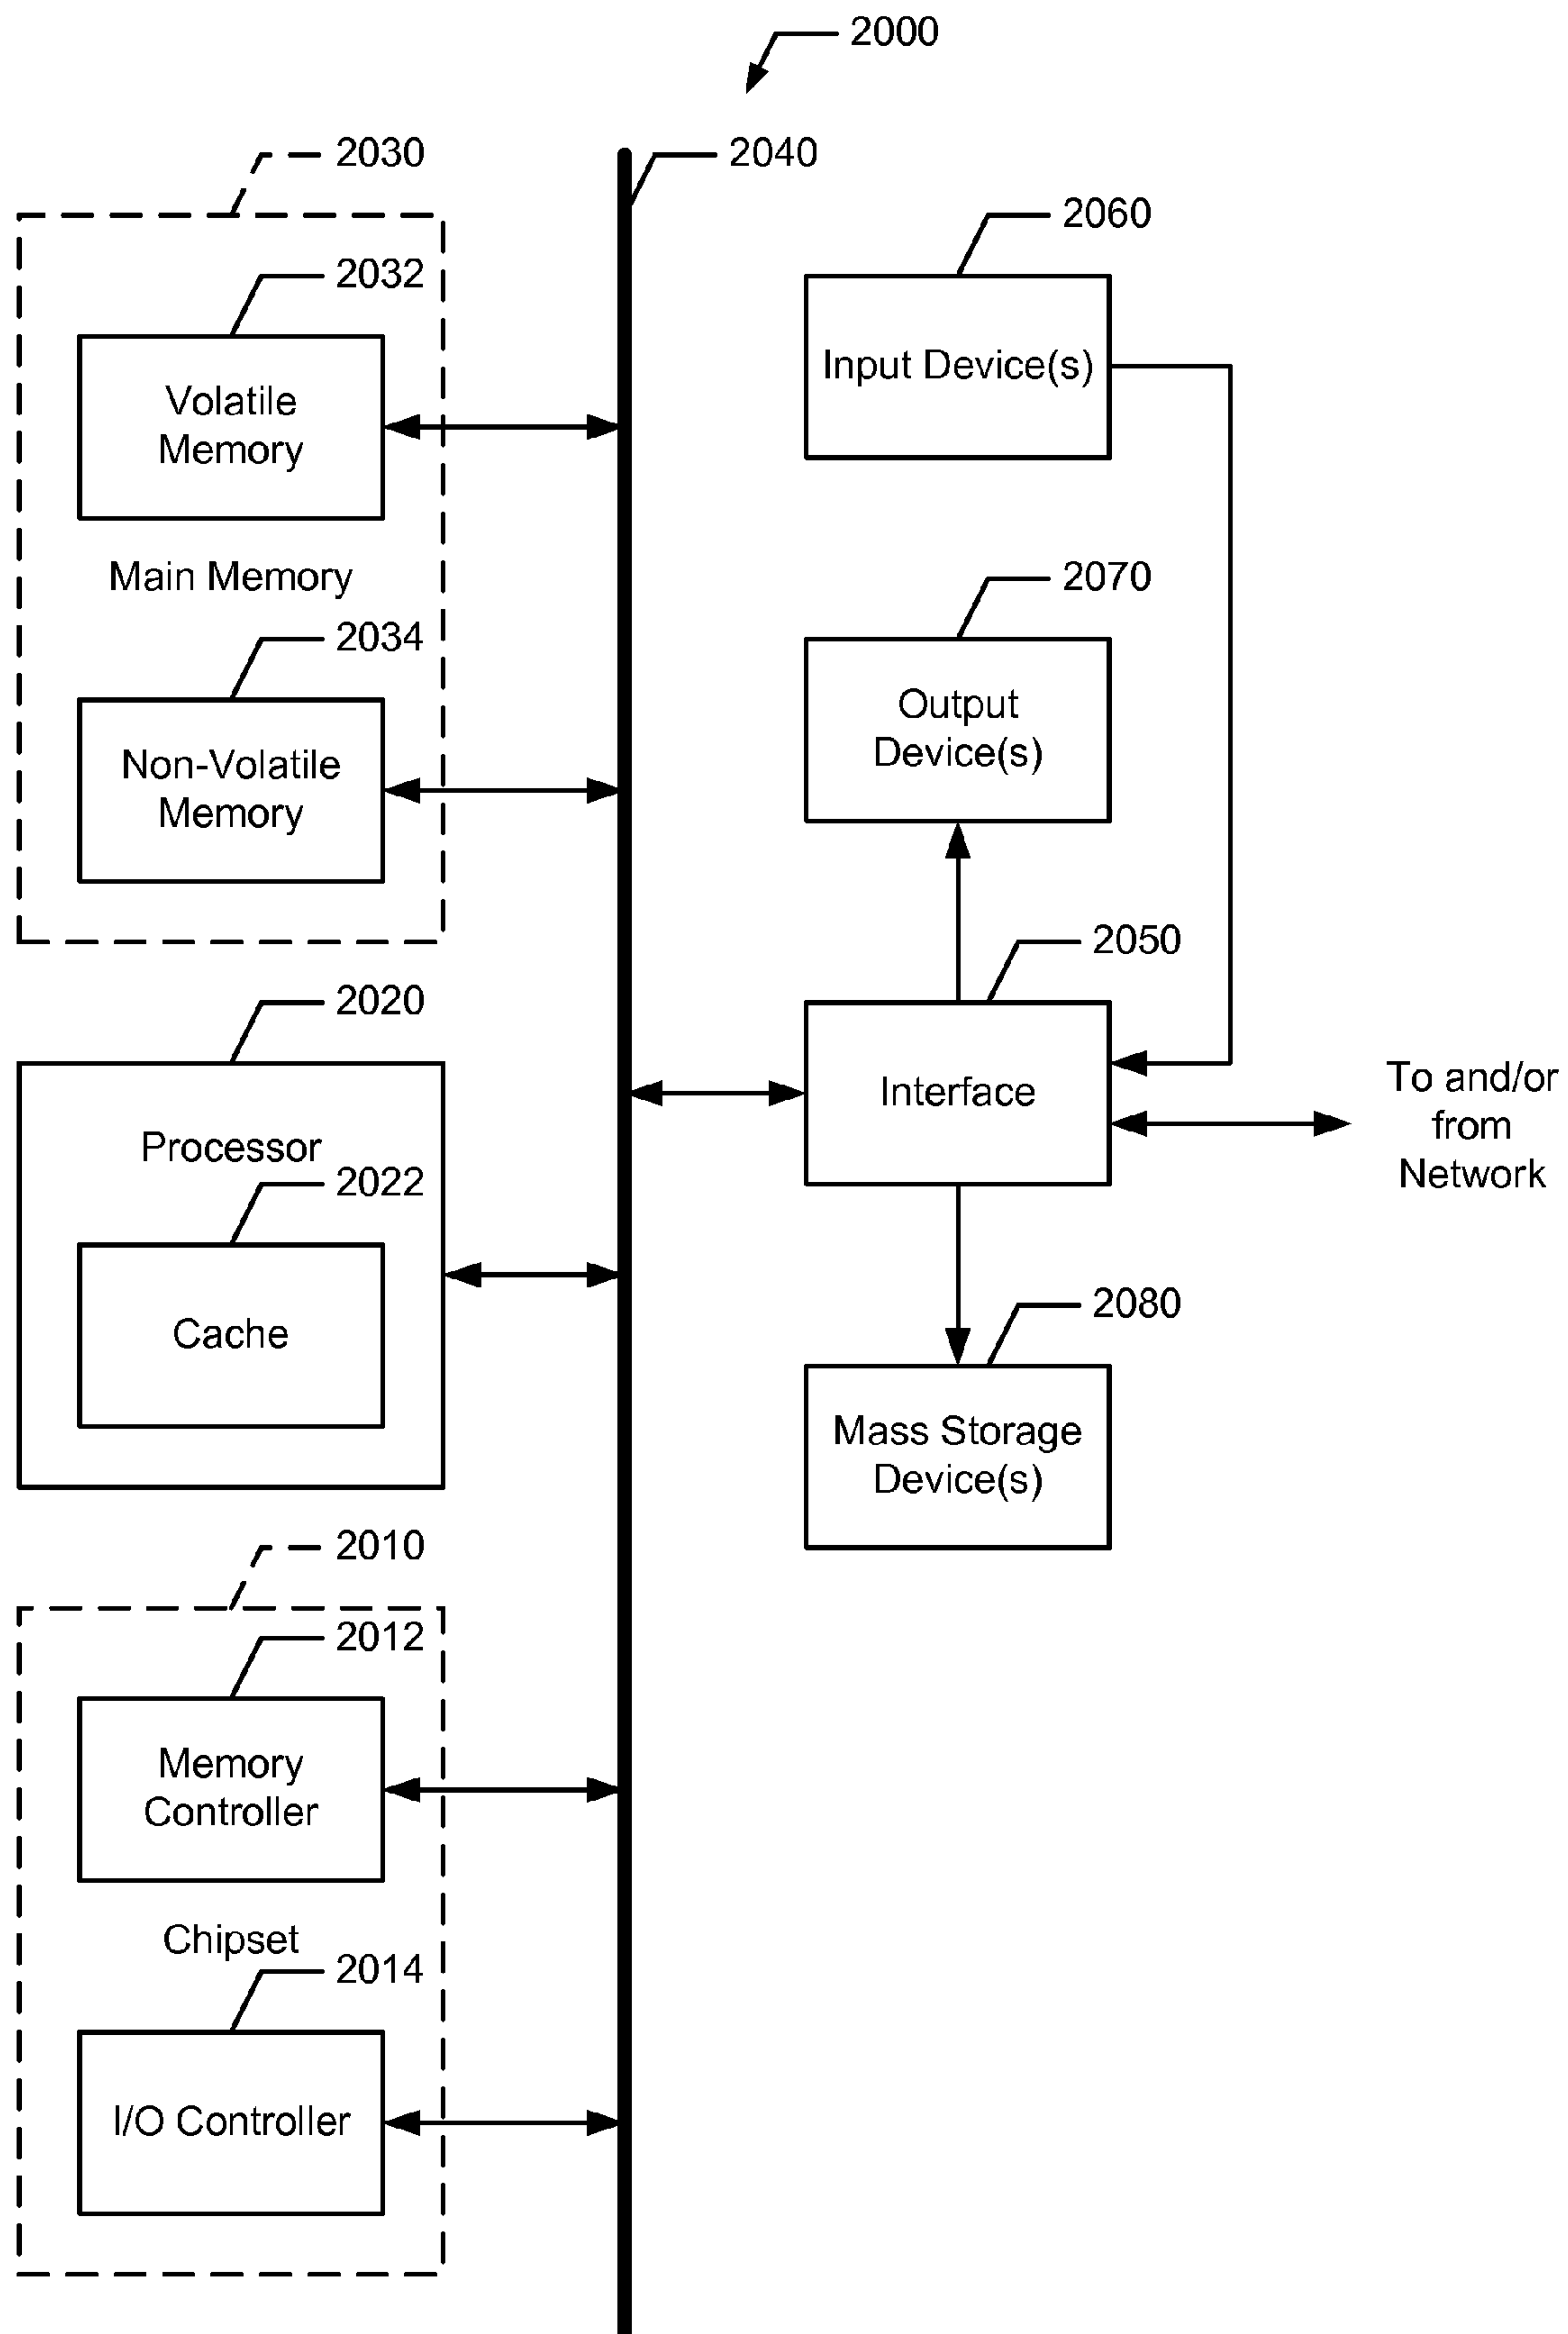 2000
2030
2040
2060
2032
Input Device(s)
Volatile
Memory
Main Memory
2070
2034
Output
Device(s)
Non-Volatile
Memory
2050
2020
Interface
To and/or
from
Network
Processor
2022
2080
Cache
Mass Storage
Device(s)
2010
2012
Memory
Controller
Chipset
2014
I/O Controller